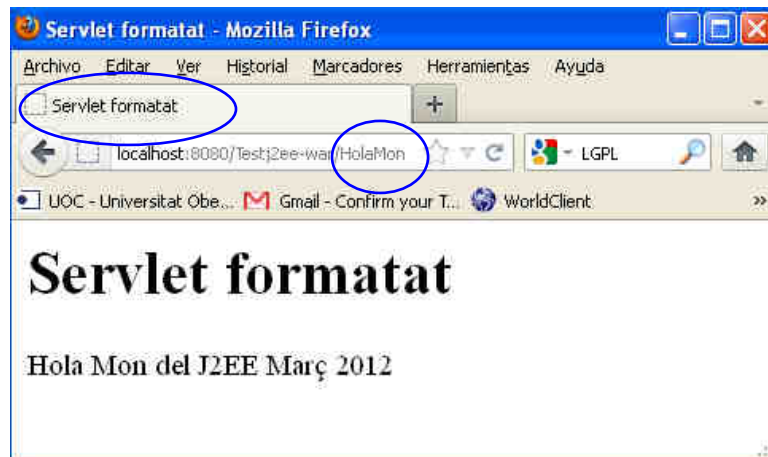 Servlet formatat - Mozilla Firefox
Archivo Editar Ver Historial Marcadores Herramientas Ayuda
Servlet formatat +
localhost:8080/Testj2ee-war/HolaMon LGPL
UOC - Universitat Obe... Gmail - Confirm your T... WorldClient »
Servlet formatat
Hola Mon del J2EE Març 2012